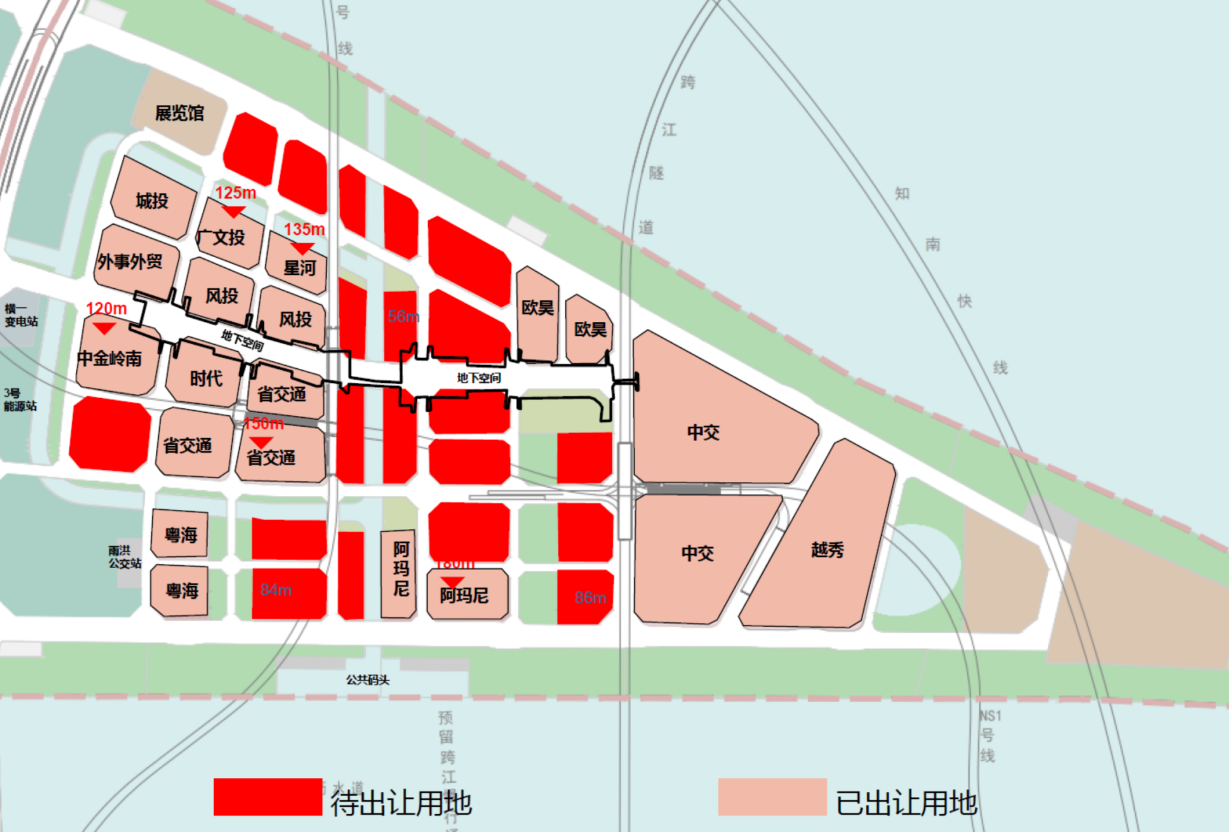 号
线
跨
江
隧
道
知
南
快
线
展览馆
城投
125m
广文投
135m
星河
外事外贸
风投
风投
欧昊
欧昊
横一
变电站
120m
56m
地下空间
地下空间
中金岭南
时代
省交通
3号
能源站
150m
省交通
省交通
中交
中交
越秀
粤海
雨洪
公交站
阿
玛
尼
180m
粤海
84m
阿玛尼
86m
公共码头
预
留
跨
江
行
NS1
号
线
水道
待出让用地
已出让用地